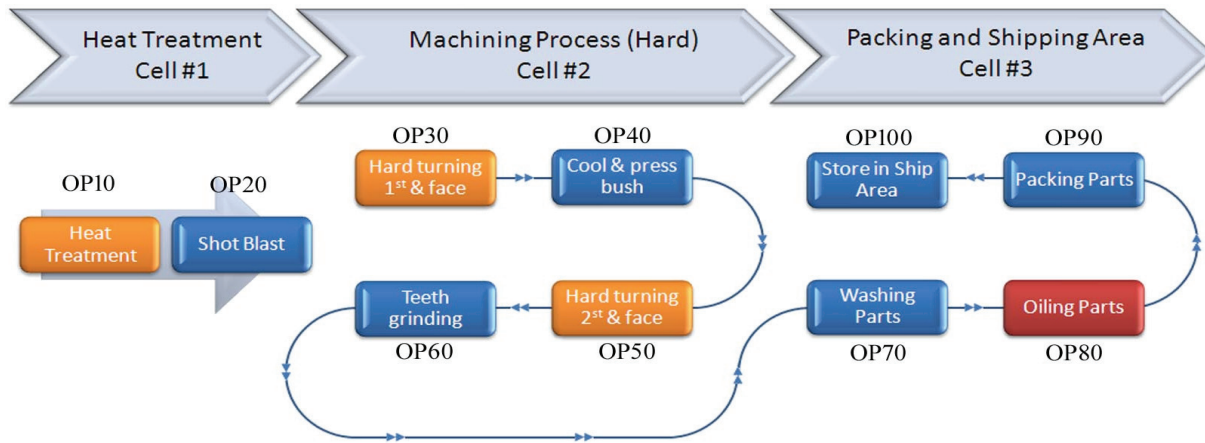 Heat Treatment
Cell #1
Machining Process (Hard)
Cell #2
Packing and Shipping Area
Cell #3
OP10
OP20
Heat
Treatment
Shot Blast
OP30
OP40
Hard turning
1st & face
Cool & press
bush
Teeth
grinding
Hard turning
2st & face
OP60
OP50
OP100
OP90
Store in Ship
Area
Packing Parts
Washing
Parts
Oiling Parts
OP70
OP80